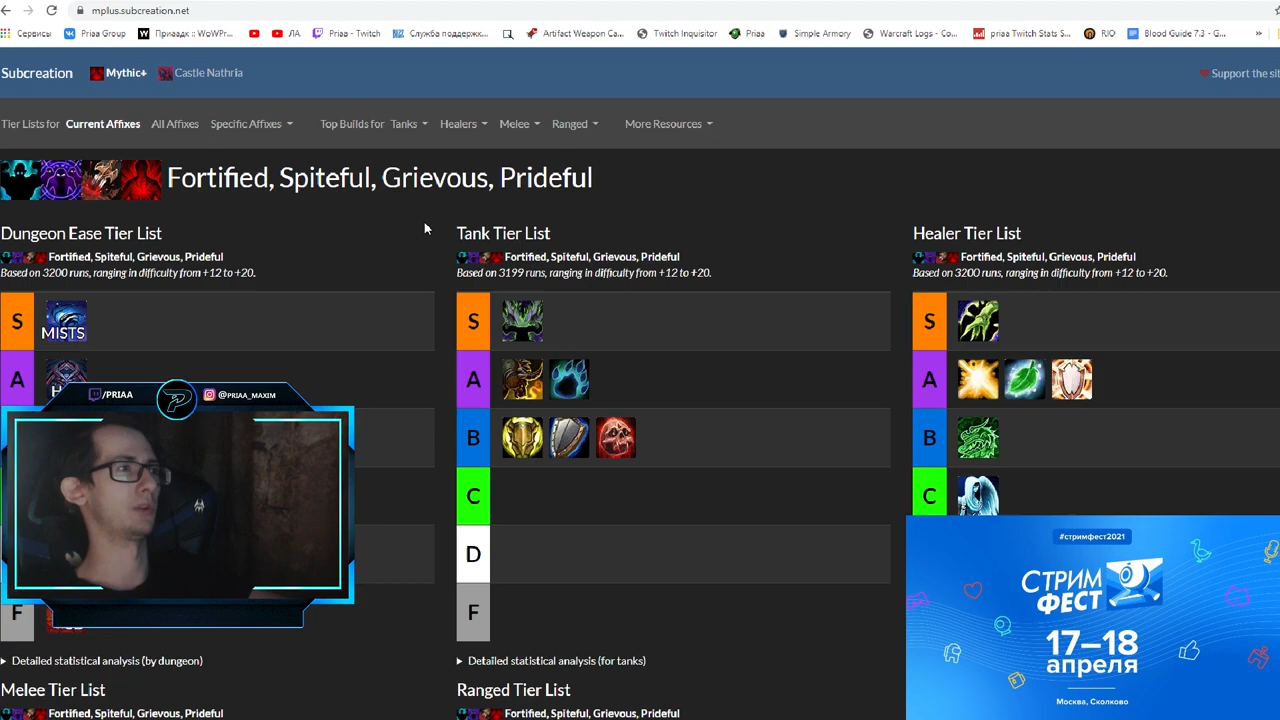 mplus.subcreation.net
Сервисы
Priaa Group
Приаадк :: WoWPr...
ЛА
Priaa - Twitch
Служба поддержк...
Artifact Weapon Ca...
Twitch Inquisitor
Priaa
Simple Armory
Warcraft Logs - Co...
priaa Twitch Stats S...
RIO
Blood Guide 7.3 - G...
»
Subcreation
Mythic+
Castle Nathria
Support the sit
Tier Lists for
Current Affixes
All Affixes
Specific Affixes
Top Builds for
Tanks
Healers
Melee
Ranged
More Resources
Fortified, Spiteful, Grievous, Prideful
Dungeon Ease Tier List
Fortified, Spiteful, Grievous, Prideful
Based on 3200 runs, ranging in difficulty from +12 to +20.
S
MISTS
A
F
Detailed statistical analysis (by dungeon)
Tank Tier List
Fortified, Spiteful, Grievous, Prideful
Based on 3199 runs, ranging in difficulty from +12 to +20.
S
A
B
C
D
F
Detailed statistical analysis (for tanks)
Healer Tier List
Fortified, Spiteful, Grievous, Prideful
Based on 3200 runs, ranging in difficulty from +12 to +20.
S
A
B
C
/PRIAA
@PRIAA_MAXIM
#стримфест2021
СТРИМ
ФЕСТ
17–18
апреля
Москва, Сколково
Melee Tier List
Fortified, Spiteful, Grievous, Prideful
Ranged Tier List
Fortified, Spiteful, Grievous, Prideful